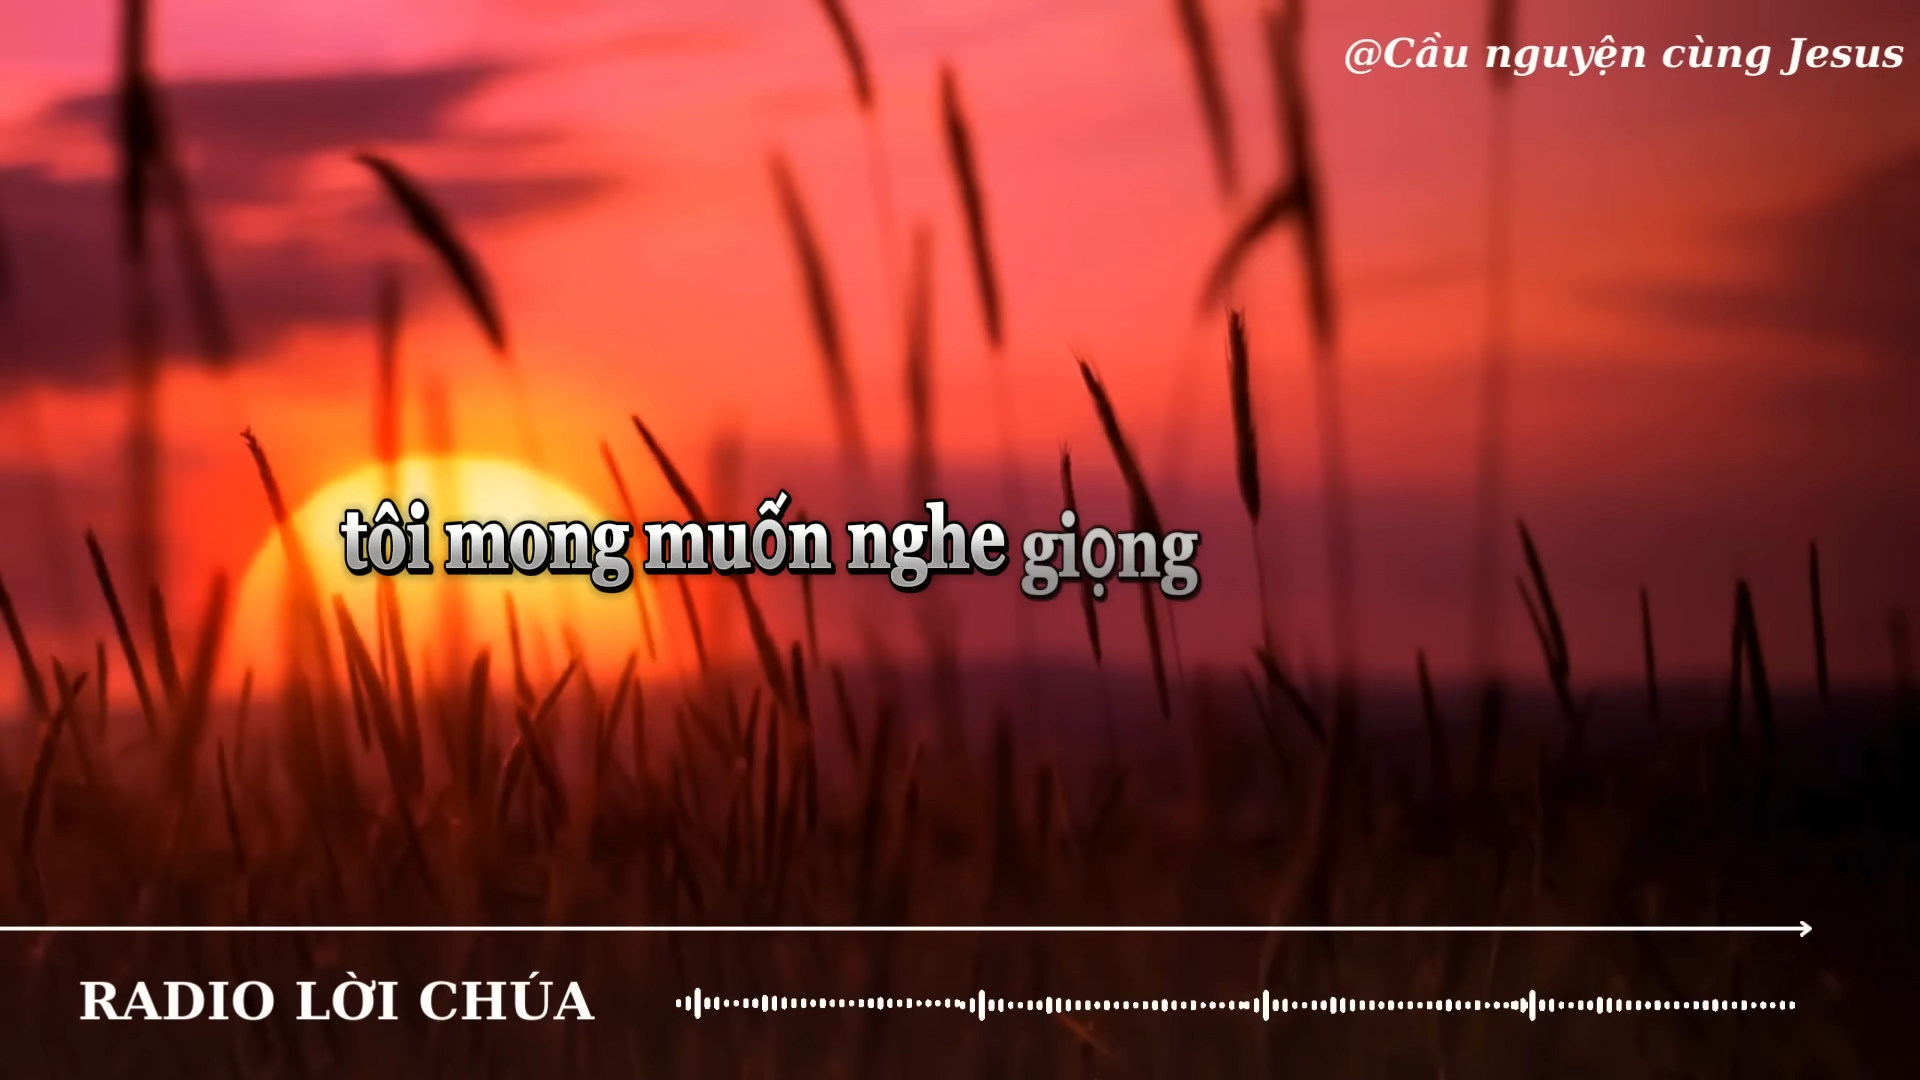 @Cầu nguyện cùng Jesus
tôi mong muốn nghe giọng
RADIO LỜI CHÚA